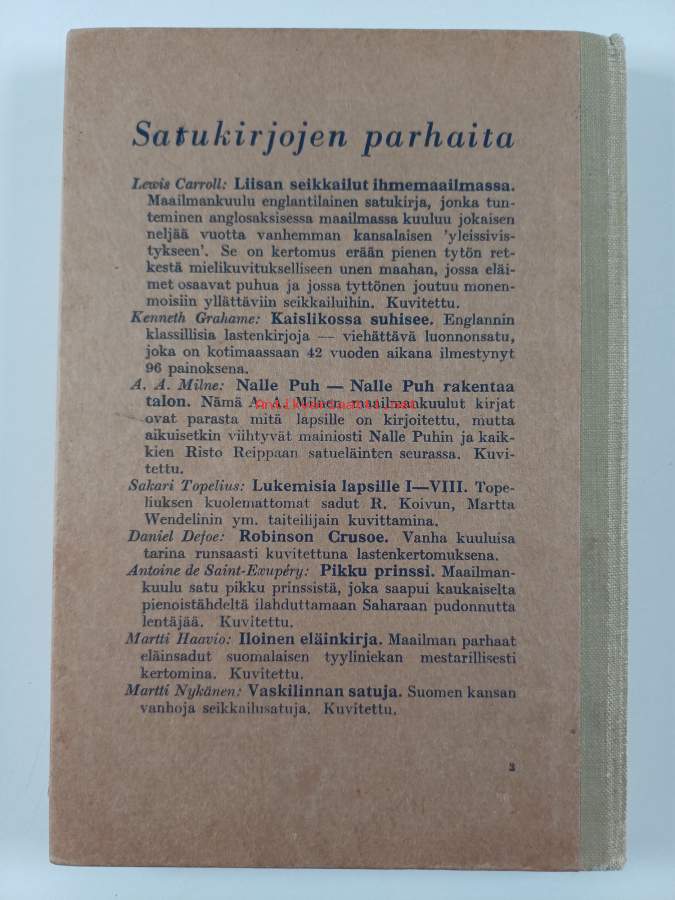 Satukirjojen parhaita
Lewis Carroll: Liisan seikkailut ihmemaailmassa.
Maailmankuulu englantilainen satukirja, jonka tun-
teminen anglosaksisessa maailmassa kuuluu jokaisen
neljää vuotta vanhemman kansalaisen 'yleissivis-
tykseen'. Se on kertomus erään pienen tytön ret-
kestä mielikuvitukselliseen unen maahan, jossa eläi-
met osaavat puhua ja jossa tyttönen joutuu monen-
moisiin yllättäviin seikkailuihin. Kuvitettu.
Kenneth Grahame: Kaislikossa suhisee. Englannin
klassillisia lastenkirjoja — viehättävä luonnonsatu,
joka on kotimaassaan 42 vuoden aikana ilmestynyt
96 painoksena.
A. A. Milne: Nalle Puh — Nalle Puh rakentaa
talon. Nämä A. A. Milnen maailmankuulut kirjat
ovat parasta mitä lapsille on kirjoitettu, mutta
aikuisetkin viihtyvät mainiosti Nalle Puhin ja kaik-
kien Risto Reippaan satueläinten seurassa. Kuvi-
tettu.
Sakari Topelius: Lukemisia lapsille I—VIII. Tope-
liuksen kuolemattomat sadut R. Koivun, Martta
Wendelinin ym. taiteilijain kuvittamina.
Daniel Defoe: Robinson Crusoe. Vanha kuuluisa
tarina runsaasti kuvitettuna lastenkertomuksena.
Antoine de Saint-Exupéry: Pikku prinssi. Maailman-
kuulu satu pikku prinssistä, joka saapui kaukaiselta
pienoistähdeltä ilahduttamaan Saharaan pudonnutta
lentäjää. Kuvitettu.
Martti Haavio: Iloinen eläinkirja. Maailman parhaat
eläinsadut suomalaisen tyyliniekan mestarillisesti
kertomina. Kuvitettu.
Martti Nykänen: Vaskilinnan satuja. Suomen kansan
vanhoja seikkailusatuja. Kuvitettu.